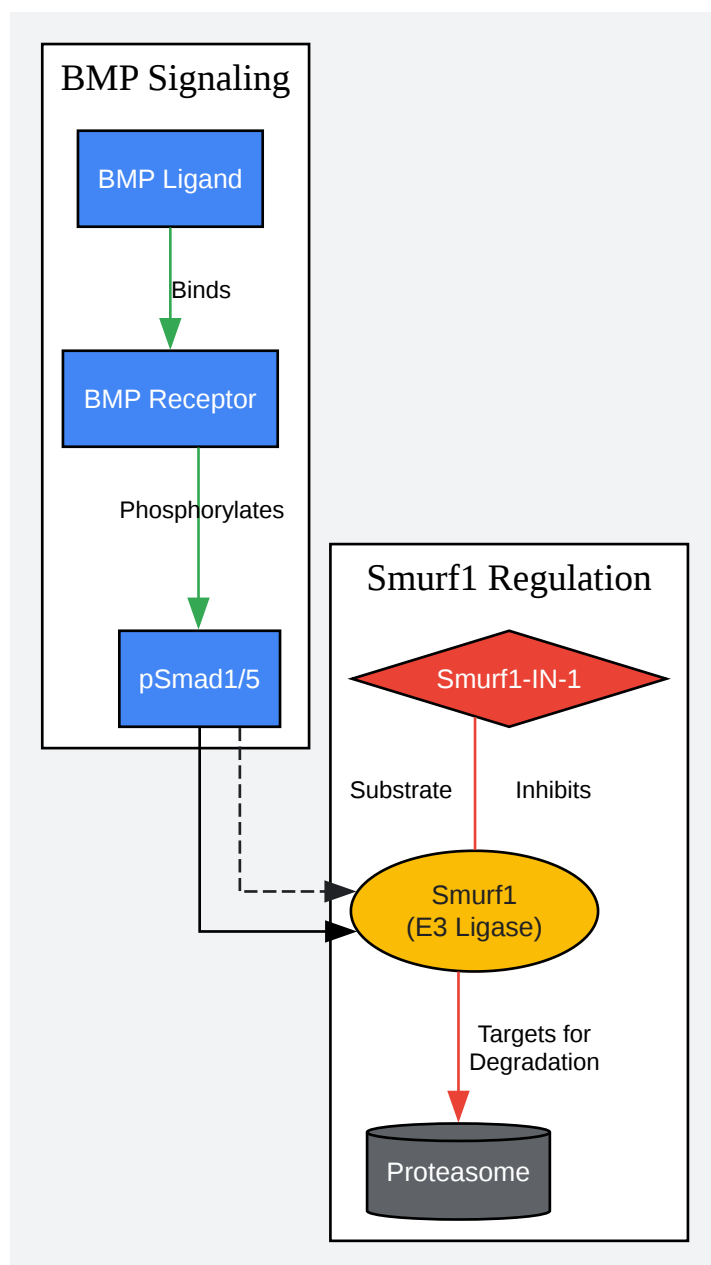 BMP Signaling
BMP Ligand
Binds
BMP Receptor
Phosphorylates
pSmad1/5
Smurf1 Regulation
Smurf1-IN-1
Substrate
Inhibits
Smurf1
(E3 Ligase)
Targets for
Degradation
Proteasome